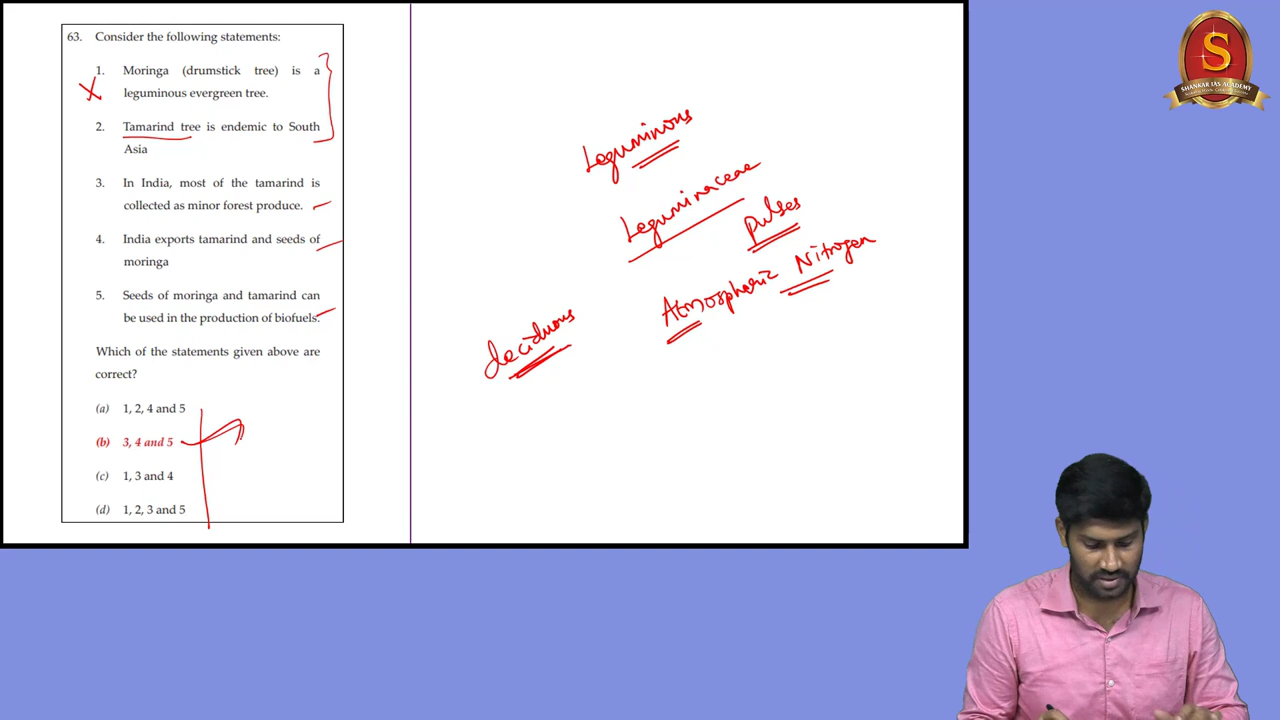 63. Consider the following statements:
1. Moringa (drumstick tree) is a
leguminous evergreen tree.
2. Tamarind tree is endemic to South
Asia
3. In India, most of the tamarind is
collected as minor forest produce.
4. India exports tamarind and seeds of
moringa
5. Seeds of moringa and tamarind can
be used in the production of biofuels.
Which of the statements given above are
correct?
(a) 1, 2, 4 and 5
(b) 3, 4 and 5
(c) 1, 3 and 4
(d) 1, 2, 3 and 5
Leguminous
Leguminaceae
Pulses
Atmospheric Nitrogen
deciduous
S
SHANKAR IAS ACADEMY